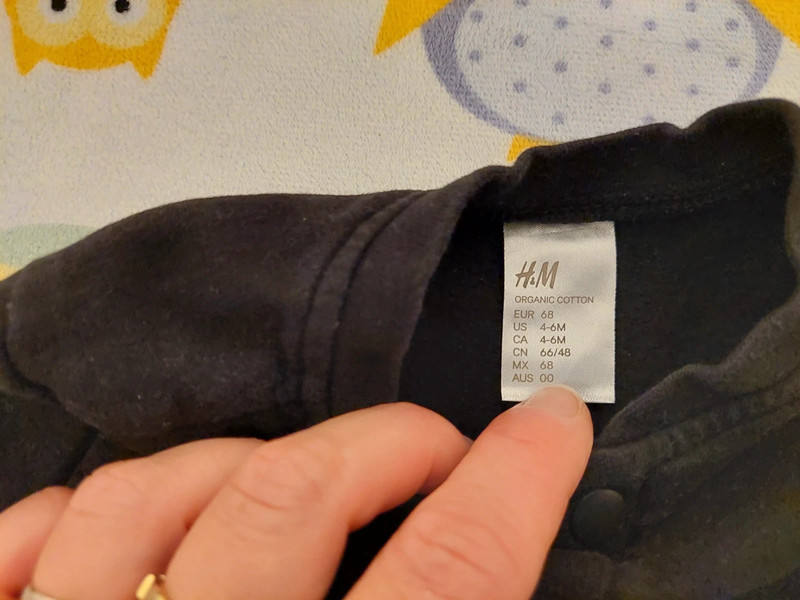 H&M
ORGANIC COTTON
EUR 68
US 4-6M
CA 4-6M
CN 66/48
MX 68
AUS 00